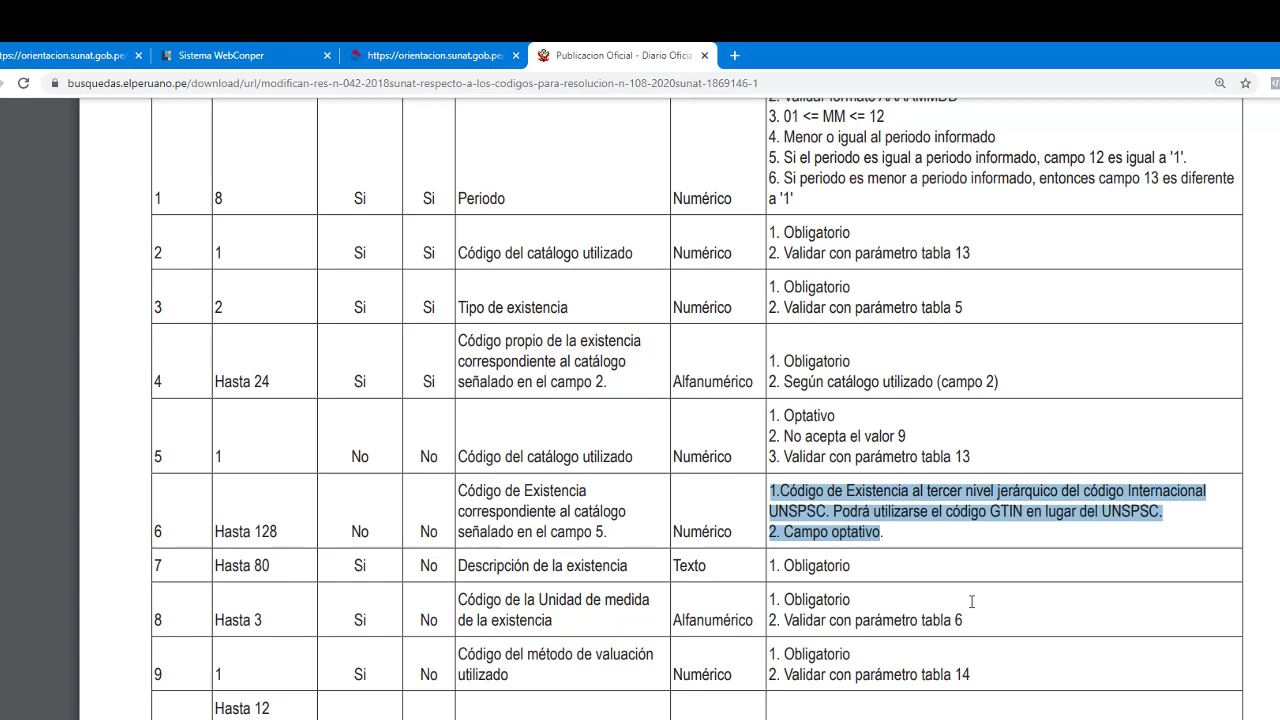 https://orientacion.sunat.gob.pe/
Sistema WebConper
https://orientacion.sunat.gob.pe/
Publicacion Oficial - Diario Oficia
busquedas.elperuano.pe/download/url/modifican-res-n-042-2018sunat-respecto-a-los-codigos-para-resolucion-n-108-2020sunat-1869146-1
2. Validar formato AAAAMMDD
3. 01 <= MM <= 12
4. Menor o igual al periodo informado
5. Si el periodo es igual a periodo informado, campo 12 es igual a '1'.
6. Si periodo es menor a periodo informado, entonces campo 13 es diferente
1 8 Si Si Periodo Numérico a '1'
1. Obligatorio
2 1 Si Si Código del catálogo utilizado Numérico 2. Validar con parámetro tabla 13
1. Obligatorio
3 2 Si Si Tipo de existencia Numérico 2. Validar con parámetro tabla 5
Código propio de la existencia
correspondiente al catálogo 1. Obligatorio
4 Hasta 24 Si Si señalado en el campo 2. Alfanumérico 2. Según catálogo utilizado (campo 2)
1. Optativo
2. No acepta el valor 9
5 1 No No Código del catálogo utilizado Numérico 3. Validar con parámetro tabla 13
Código de Existencia 1.Código de Existencia al tercer nivel jerárquico del código Internacional
correspondiente al catálogo UNSPSC. Podrá utilizarse el código GTIN en lugar del UNSPSC.
6 Hasta 128 No No señalado en el campo 5. Numérico 2. Campo optativo.
7 Hasta 80 Si No Descripción de la existencia Texto 1. Obligatorio
Código de la Unidad de medida 1. Obligatorio
8 Hasta 3 Si No de la existencia Alfanumérico 2. Validar con parámetro tabla 6
Código del método de valuación 1. Obligatorio
9 1 Si No utilizado Numérico 2. Validar con parámetro tabla 14
Hasta 12